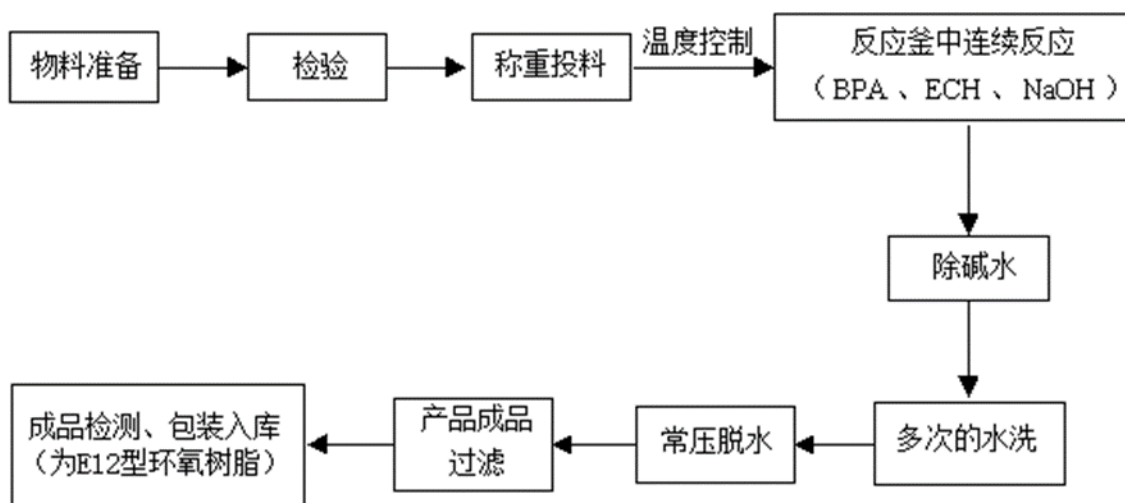 物料准备
检验
称重投料
温度控制
反应釜中连续反应
（BPA 、ECH 、 NaOH）
除碱水
多次的水洗
常压脱水
产品成品
过滤
成品检测、包装入库
（为E12型环氧树脂）